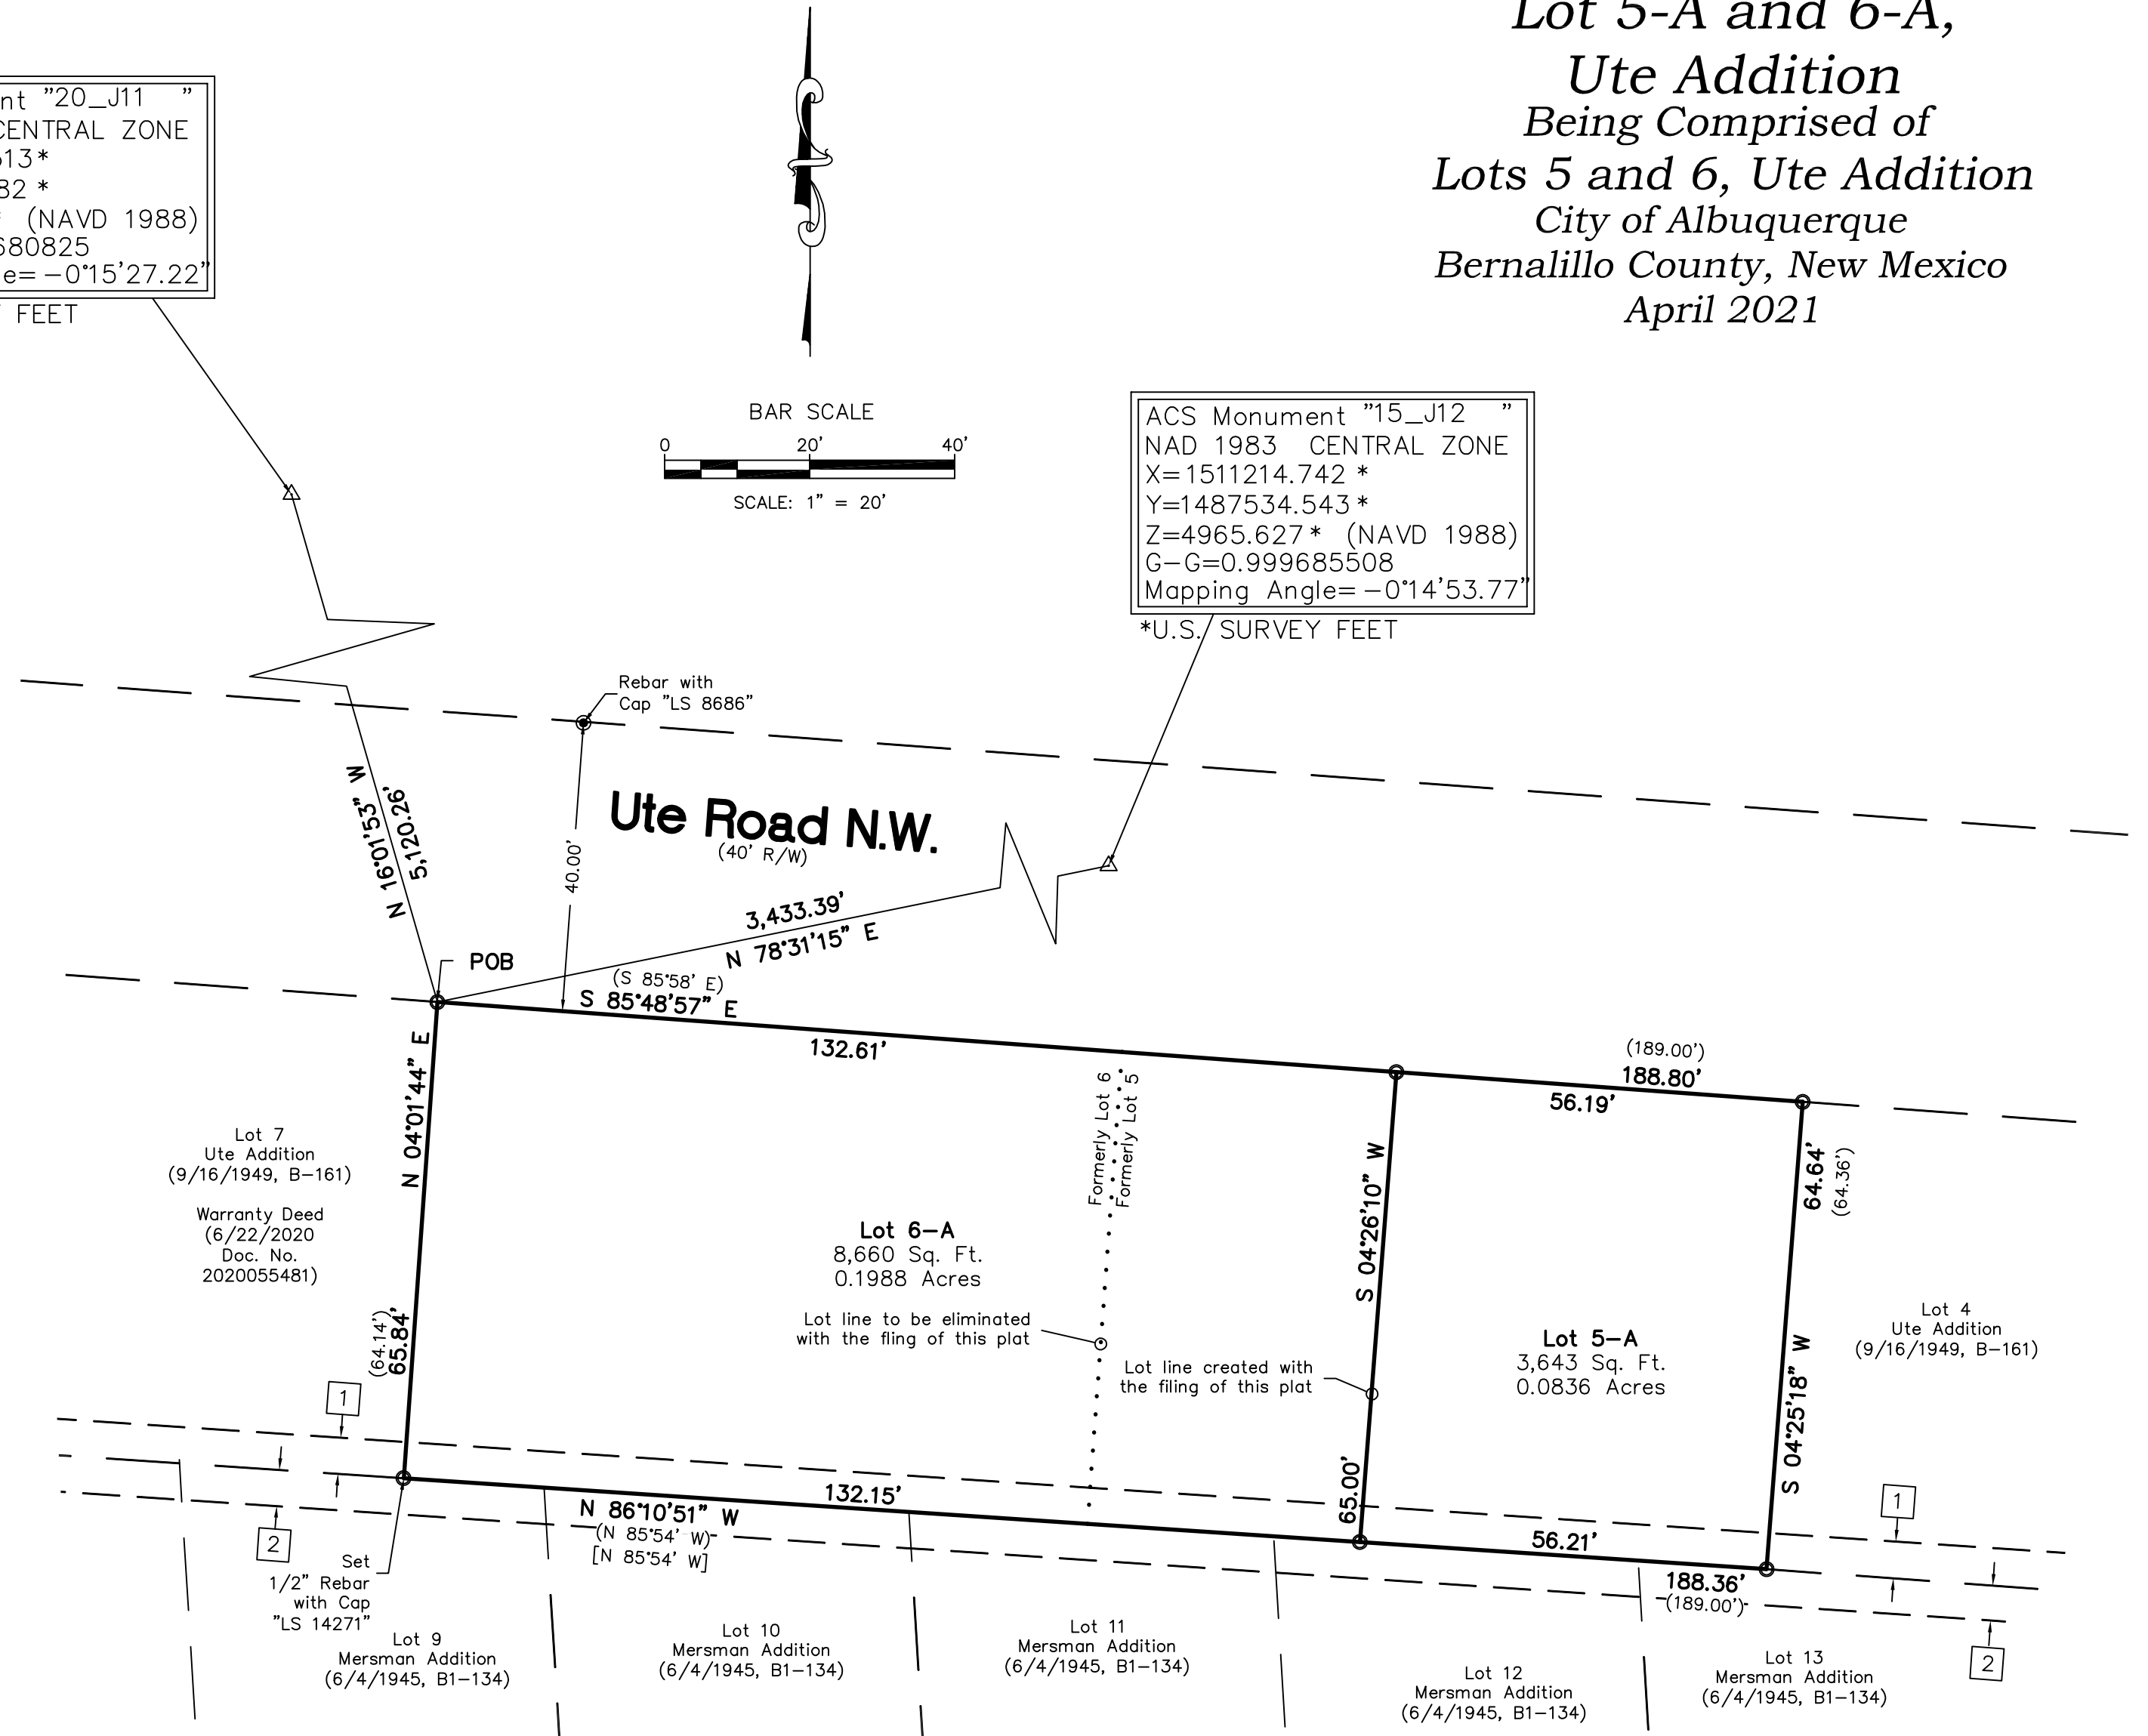 Lot 5-A and 6-A,
Ute Addition
Being Comprised of
Lots 5 and 6, Ute Addition
City of Albuquerque
Bernalillo County, New Mexico
April 2021
nt "20_J11 "
CENTRAL ZONE
613*
82 *
* (NAVD 1988)
680825
e= -0°15'27.22"
FEET
BAR SCALE
0 20' 40'
SCALE: 1" = 20'
ACS Monument "15_J12 "
NAD 1983 CENTRAL ZONE
X=1511214.742 *
Y=1487534.543 *
Z=4965.627* (NAVD 1988)
G-G=0.999685508
Mapping Angle= -0°14'53.77"
*U.S. SURVEY FEET
Rebar with
Cap "LS 8686"
N 16°01'53" W
5,120.26'
40.00'
Ute Road N.W.
(40' R/W)
3,433.39'
N 78°31'15" E
POB
(S 85°58' E)
S 85°48'57" E
132.61'
(189.00')
188.80'
56.19'
N 04°01'44" E
65.84'
(64.14')
Formerly Lot 6
Formerly Lot 5
S 04°26'10" W
65.00'
64.64'
(64.36')
S 04°25'18" W
Lot 7
Ute Addition
(9/16/1949, B-161)
Warranty Deed
(6/22/2020
Doc. No.
2020055481)
Lot 6-A
8,660 Sq. Ft.
0.1988 Acres
Lot line to be eliminated
with the fling of this plat
Lot line created with
the filing of this plat
Lot 5-A
3,643 Sq. Ft.
0.0836 Acres
Lot 4
Ute Addition
(9/16/1949, B-161)
1
1
2
2
132.15'
N 86°10'51" W
(N 85°54' W)
[N 85°54' W]
56.21'
188.36'
(189.00')
Set
1/2" Rebar
with Cap
"LS 14271"
Lot 9
Mersman Addition
(6/4/1945, B1-134)
Lot 10
Mersman Addition
(6/4/1945, B1-134)
Lot 11
Mersman Addition
(6/4/1945, B1-134)
Lot 12
Mersman Addition
(6/4/1945, B1-134)
Lot 13
Mersman Addition
(6/4/1945, B1-134)